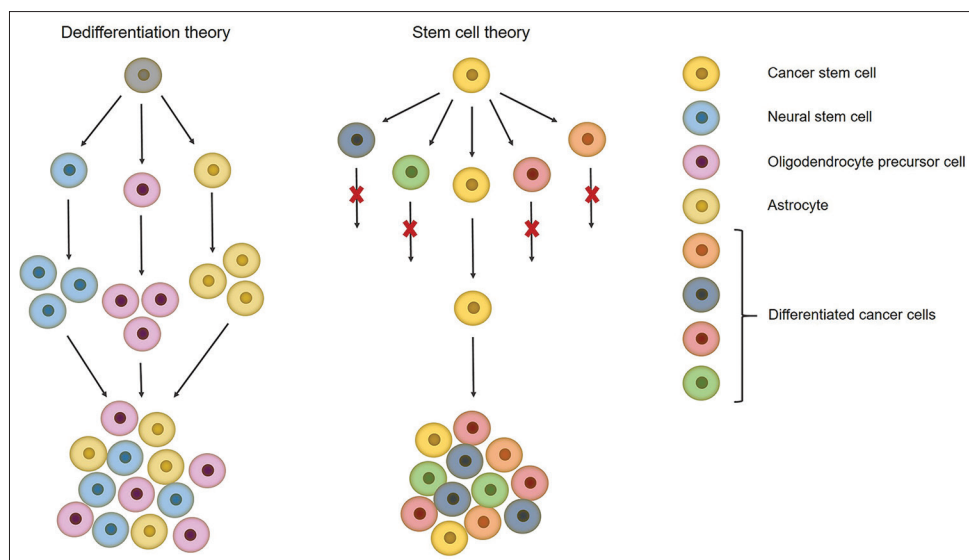 Dedifferentiation theory
Stem cell theory
Cancer stem cell
Neural stem cell
Oligodendrocyte precursor cell
Astrocyte
Differentiated cancer cells